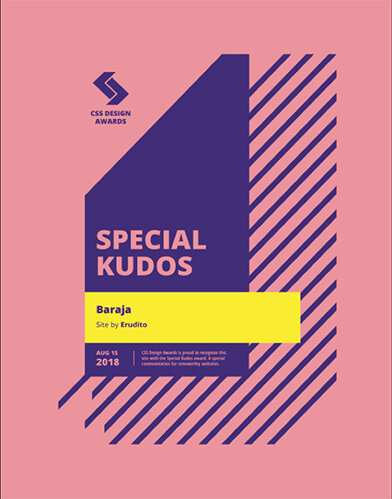 CSS DESIGN
AWARDS
SPECIAL
KUDOS
Baraja
Site by Erudito
AUG 15
2018
CSS Design Awards is proud to recognize this
site with the Special Kudos award. A special
commendation for noteworthy websites.